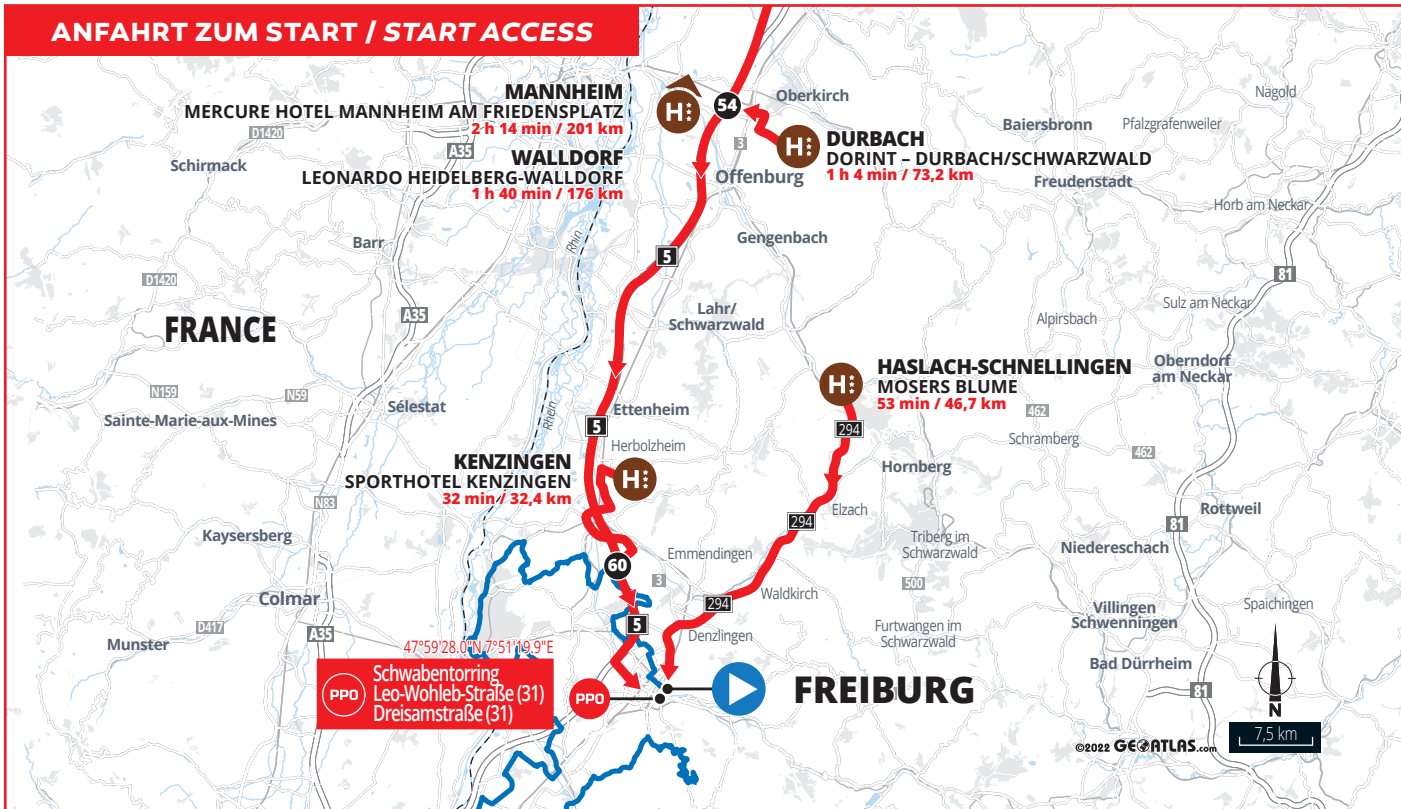 ANFAHRT ZUM START / START ACCESS
MANNHEIM
MERCURE HOTEL MANNHEIM AM FRIEDENSPLATZ
2 h 14 min / 201 km
WALLDORF
LEONARDO HEIDELBERG-WALLDORF
1 h 40 min / 176 km
H
54
Oberkirch
H
DURBACH
DORINT – DURBACH/SCHWARZWALD
1 h 4 min / 73,2 km
3
Offenburg
Nagold
Baiersbronn
Pfalzgrafenweiler
Freudenstadt
Horb am Neckar
D1420
A35
Schirmack
Barr
Rhin
Gengenbach
5
D1420
81
FRANCE
A35
Lahr/
Schwarzwald
Sulz am Neckar
Alpirsbach
HASLACH-SCHNELLINGEN
MOSERS BLUME
53 min / 46,7 km
H
Oberndorf
am Neckar
N159
N59
Sainte-Marie-aux-Mines
Sélestat
Rhein
Ettenheim
5
294
462
Schramberg
462
Herbolzheim
KENZINGEN
SPORTHOTEL KENZINGEN
32 min / 32,4 km
H
Hornberg
N83
Elzach
294
Rottweil
81
Kaysersberg
Triberg im
Schwarzwald
Niedereschach
Emmendingen
60
3
500
Waldkirch
294
Colmar
Villingen
Schwenningen
Spaichingen
D417
A35
5
Denzlingen
Furtwangen im
Schwarzwald
Munster
Bad Dürrheim
47°59'28.0"N 7°51'19.9"E
PPO
Schwabentorring
Leo-Wohleb-Straße (31)
Dreisamstraße (31)
PPO
FREIBURG
81
N
7,5 km
©2022 GEOATLAS.com